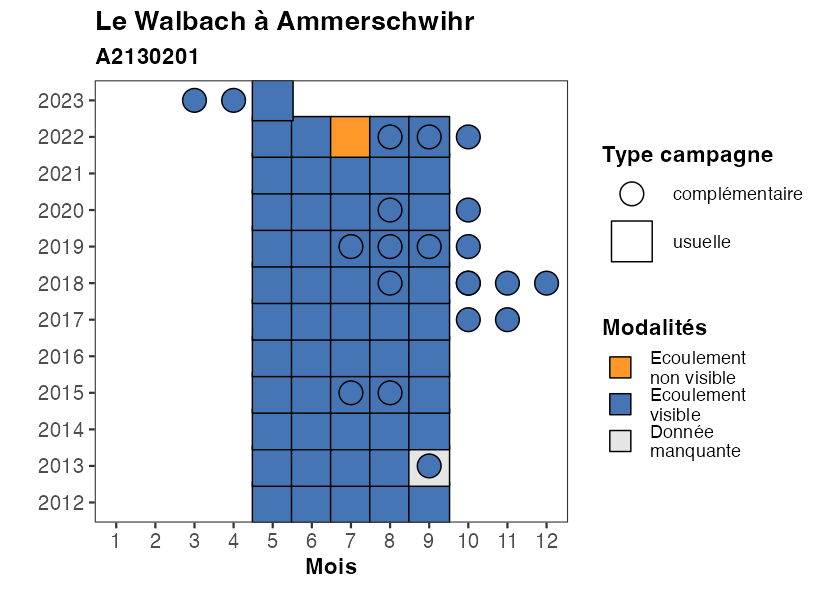 Le Walbach à Ammerschwihr
A2130201
2023
2022
2021
2020
2019
2018
2017
2016
2015
2014
2013
2012
1 2 3 4 5 6 7 8 9 10 11 12
Mois
Type campagne
complémentaire
usuelle
Modalités
Ecoulement
non visible
Ecoulement
visible
Donnée
manquante